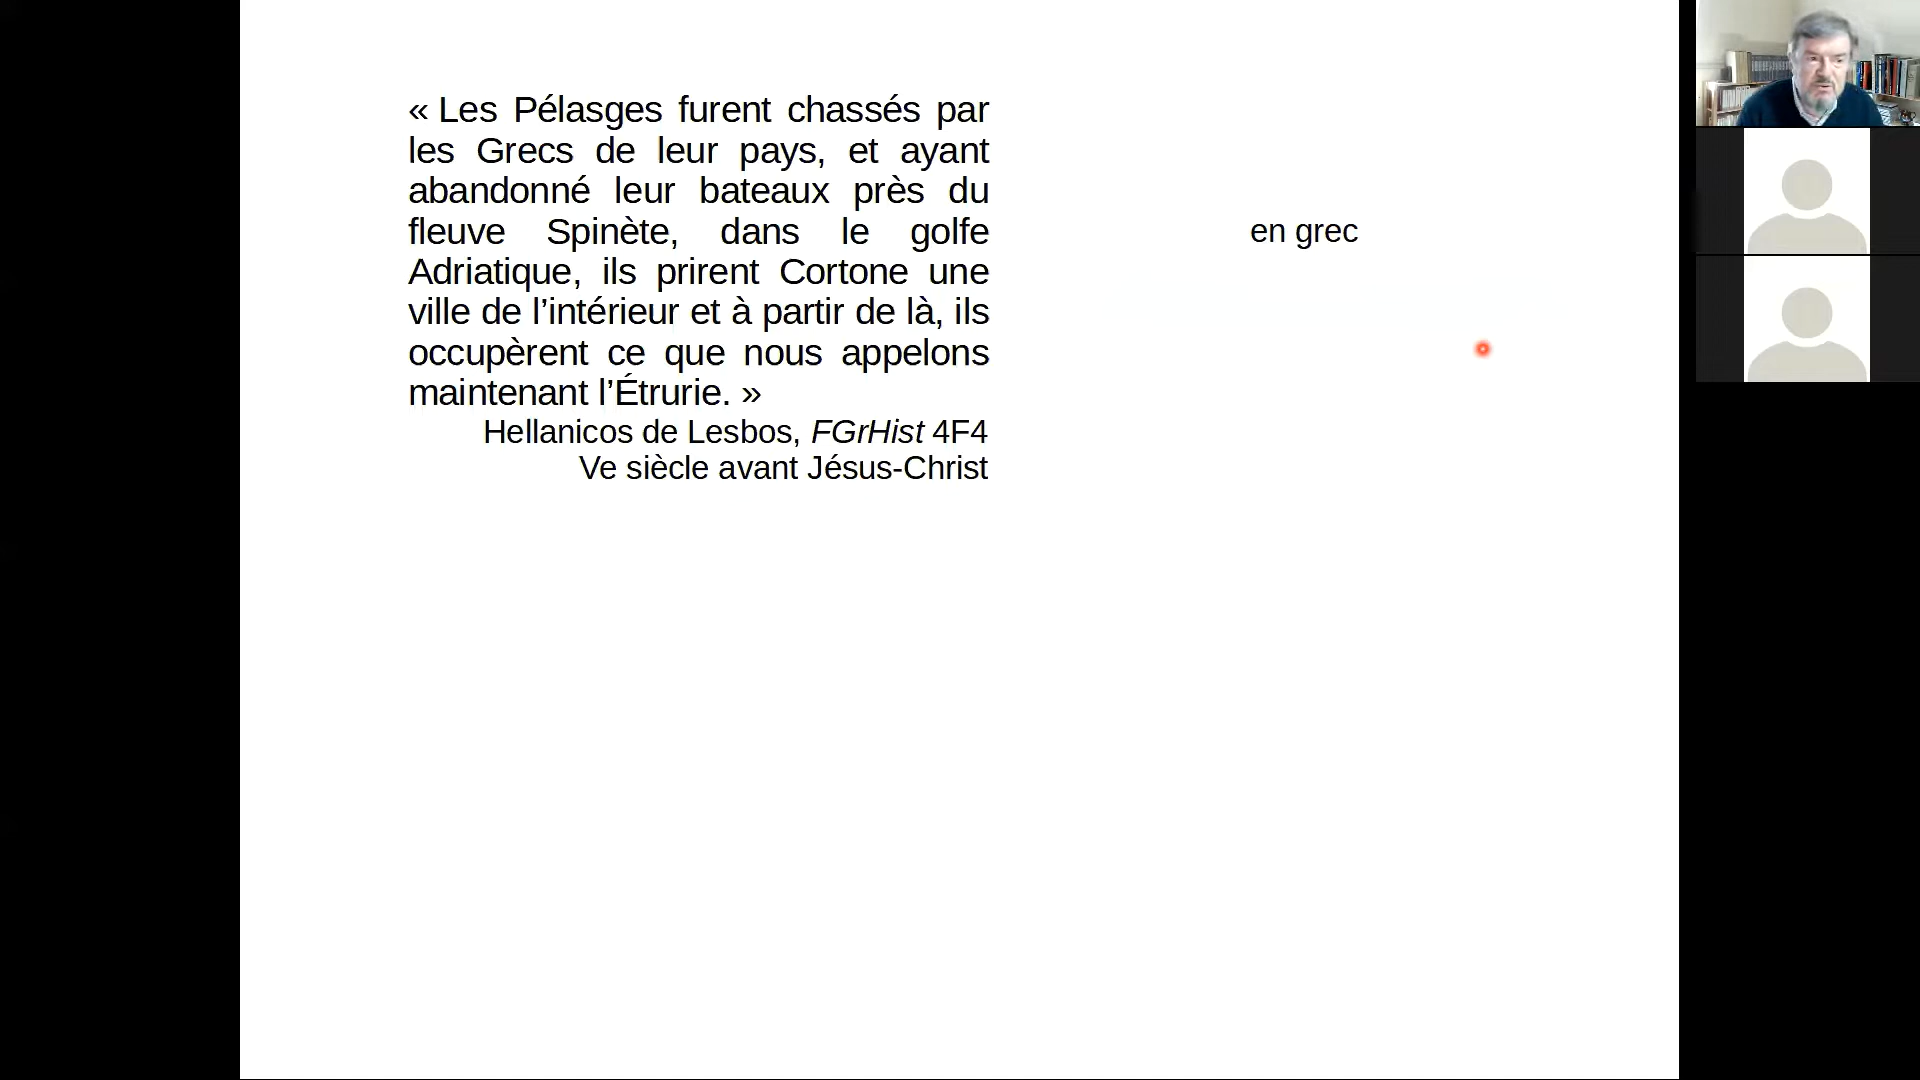 « Les Pélasges furent chassés par
les Grecs de leur pays, et ayant
abandonné leur bateaux près du
fleuve Spinète, dans le golfe
Adriatique, ils prirent Cortone une
ville de l’intérieur et à partir de là, ils
occupèrent ce que nous appelons
maintenant l’Étrurie. »
Hellanicos de Lesbos, FGrHist 4F4
Ve siècle avant Jésus-Christ
en grec